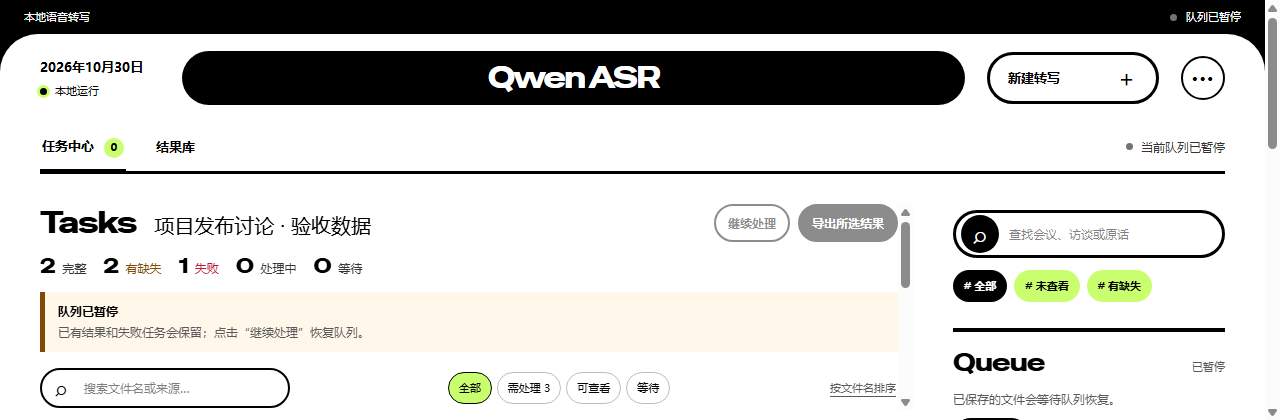 本地语音转写
队列已暂停
2026年10月30日
本地运行
Qwen ASR
新建转写 +
任务中心 0
结果库
当前队列已暂停
Tasks 项目发布讨论 · 验收数据
继续处理
导出所选结果
2 完整 2 有缺失 1 失败 0 处理中 0 等待
队列已暂停
已有结果和失败任务会保留；点击“继续处理”恢复队列。
搜索文件名或来源...
全部
需处理 3
可查看
等待
按文件名排序
查找会议、访谈或原话
# 全部
# 未查看
# 有缺失
Queue 已暂停
已保存的文件会等待队列恢复。